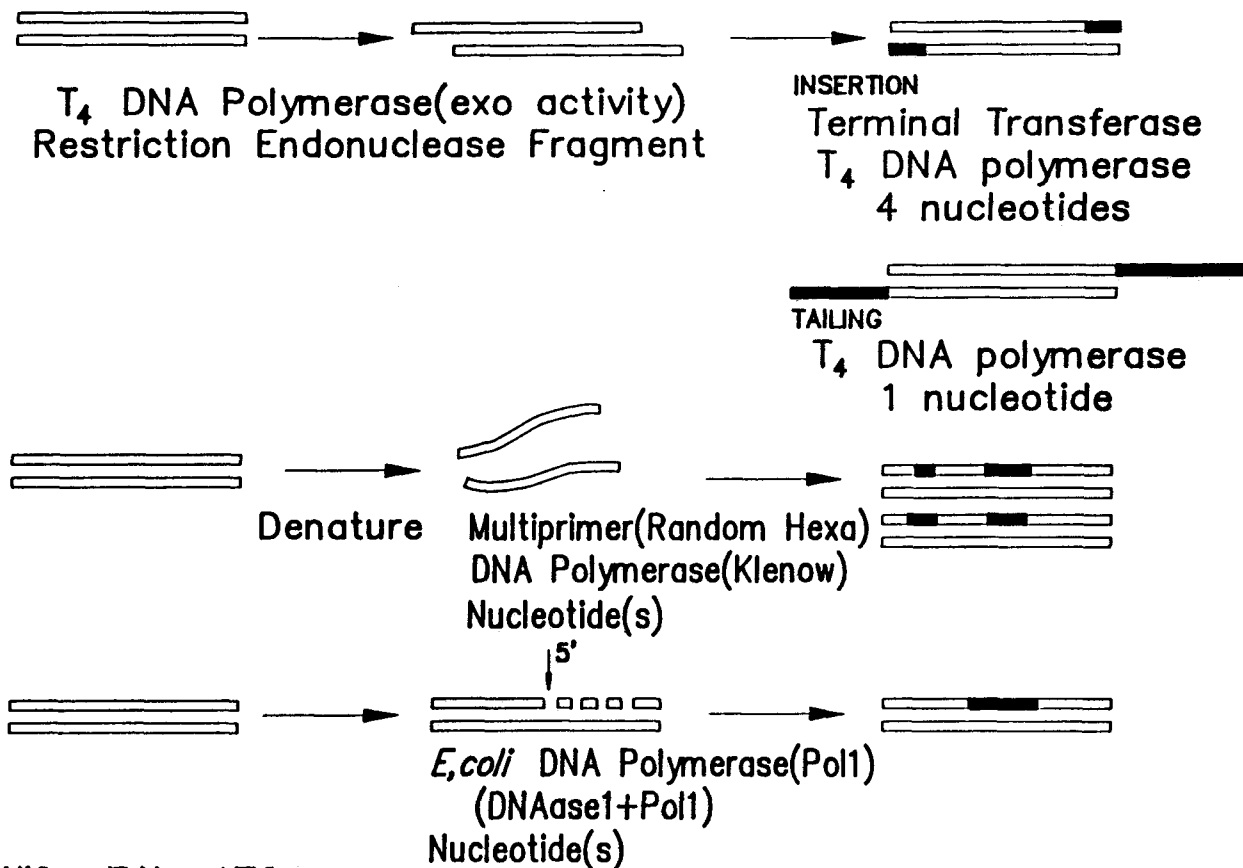 T₄ DNA Polymerase(exo activity)
Restriction Endonuclease Fragment
INSERTION
Terminal Transferase
T₄ DNA polymerase
4 nucleotides
TAILING
T₄ DNA polymerase
1 nucleotide
Denature
Multiprimer(Random Hexa)
DNA Polymerase(Klenow)
Nucleotide(s)
5'
E,coli DNA Polymerase(Pol1)
(DNAase1+Pol1)
Nucleotide(s)